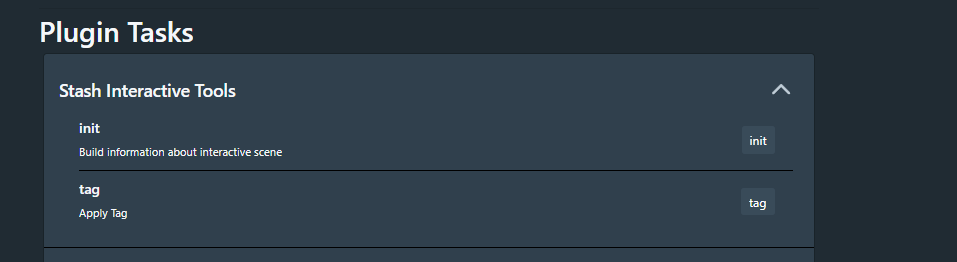 Plugin Tasks
Stash Interactive Tools
init
Build information about interactive scene
init
tag
Apply Tag
tag